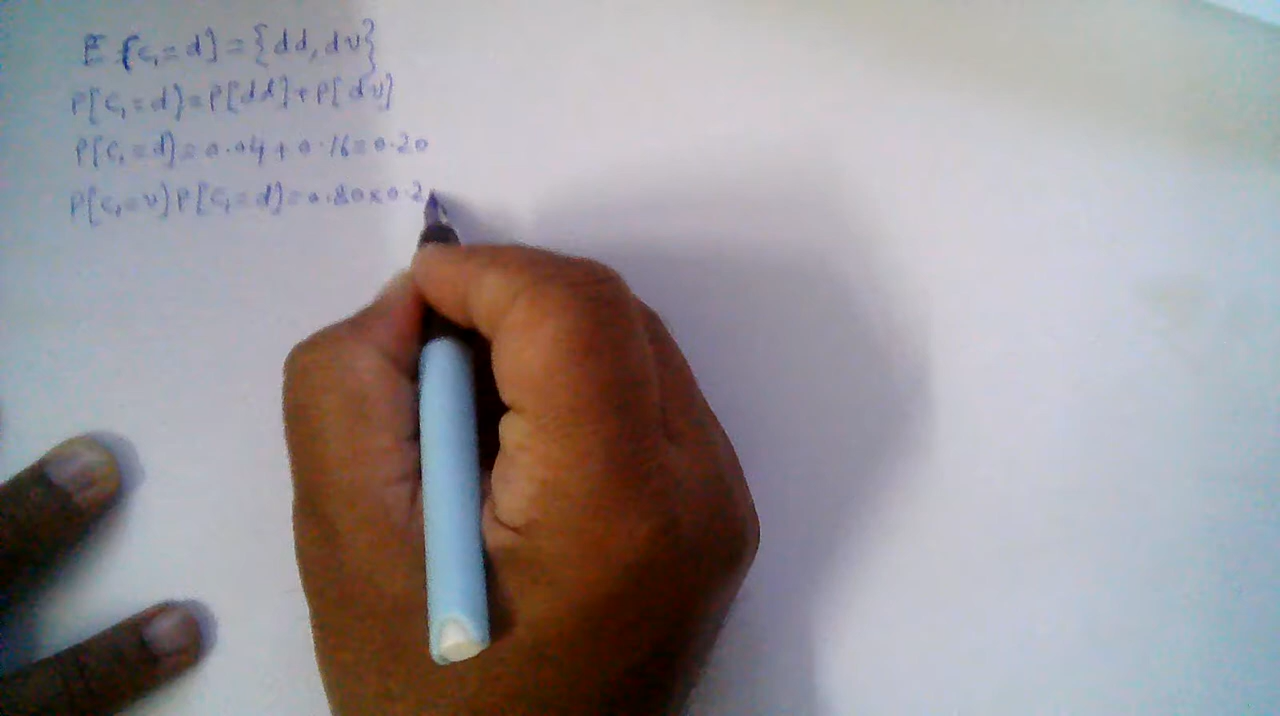 E [C₁=d] = {dd, dv}
P[C₁=d] = P[dd] + P[dv]
P[C₁=d] = 0.04 + 0.16 = 0.20
P[C₁=v] P[C₁=d] = 0.80 x 0.2